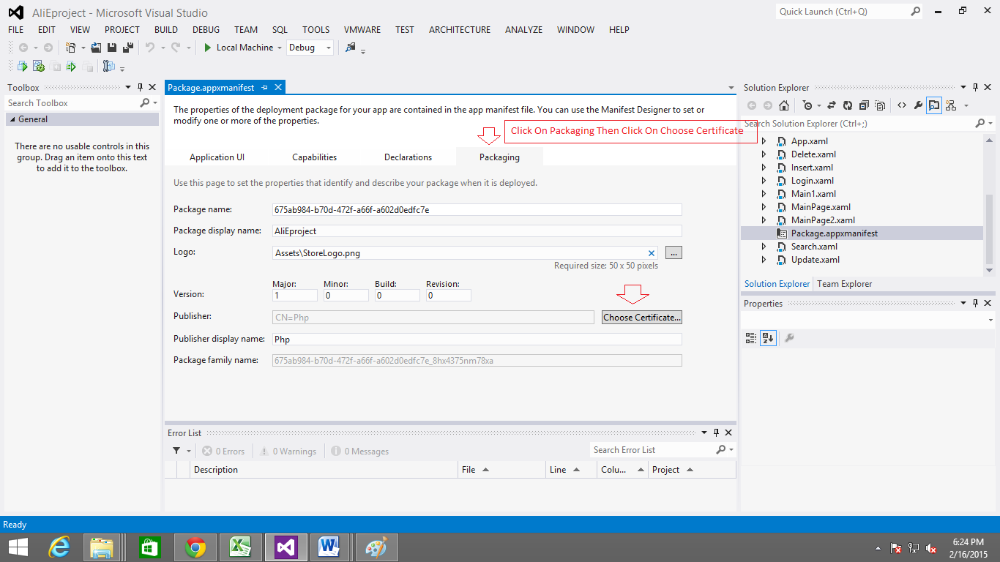 AliEproject - Microsoft Visual Studio
Quick Launch (Ctrl+Q)
FILE EDIT VIEW PROJECT BUILD DEBUG TEAM SQL TOOLS VMWARE TEST ARCHITECTURE ANALYZE WINDOW HELP
Local Machine Debug
Toolbox
Search Toolbox
General
There are no usable controls in this
group. Drag an item onto this text
to add it to the toolbox.
Package.appxmanifest
The properties of the deployment package for your app are contained in the app manifest file. You can use the Manifest Designer to set or
modify one or more of the properties.
Click On Packaging Then Click On Choose Certificate
Application UI Capabilities Declarations Packaging
Use this page to set the properties that identify and describe your package when it is deployed.
Package name: 675ab984-b70d-472f-a66f-a602d0edfc7e
Package display name: AliEproject
Logo: Assets\StoreLogo.png ...
Required size: 50 x 50 pixels
Major: Minor: Build: Revision:
Version: 1 0 0 0
Publisher: CN=Php Choose Certificate...
Publisher display name: Php
Package family name: 675ab984-b70d-472f-a66f-a602d0edfc7e_8hx4375nm78xa
Error List
0 Errors 0 Warnings 0 Messages Search Error List
Description File Line Colu... Project
Solution Explorer
Search Solution Explorer (Ctrl+;)
App.xaml
Delete.xaml
Insert.xaml
Login.xaml
Main1.xaml
MainPage.xaml
MainPage2.xaml
Package.appxmanifest
Search.xaml
Update.xaml
Solution Explorer Team Explorer
Properties
Ready
6:24 PM
2/16/2015